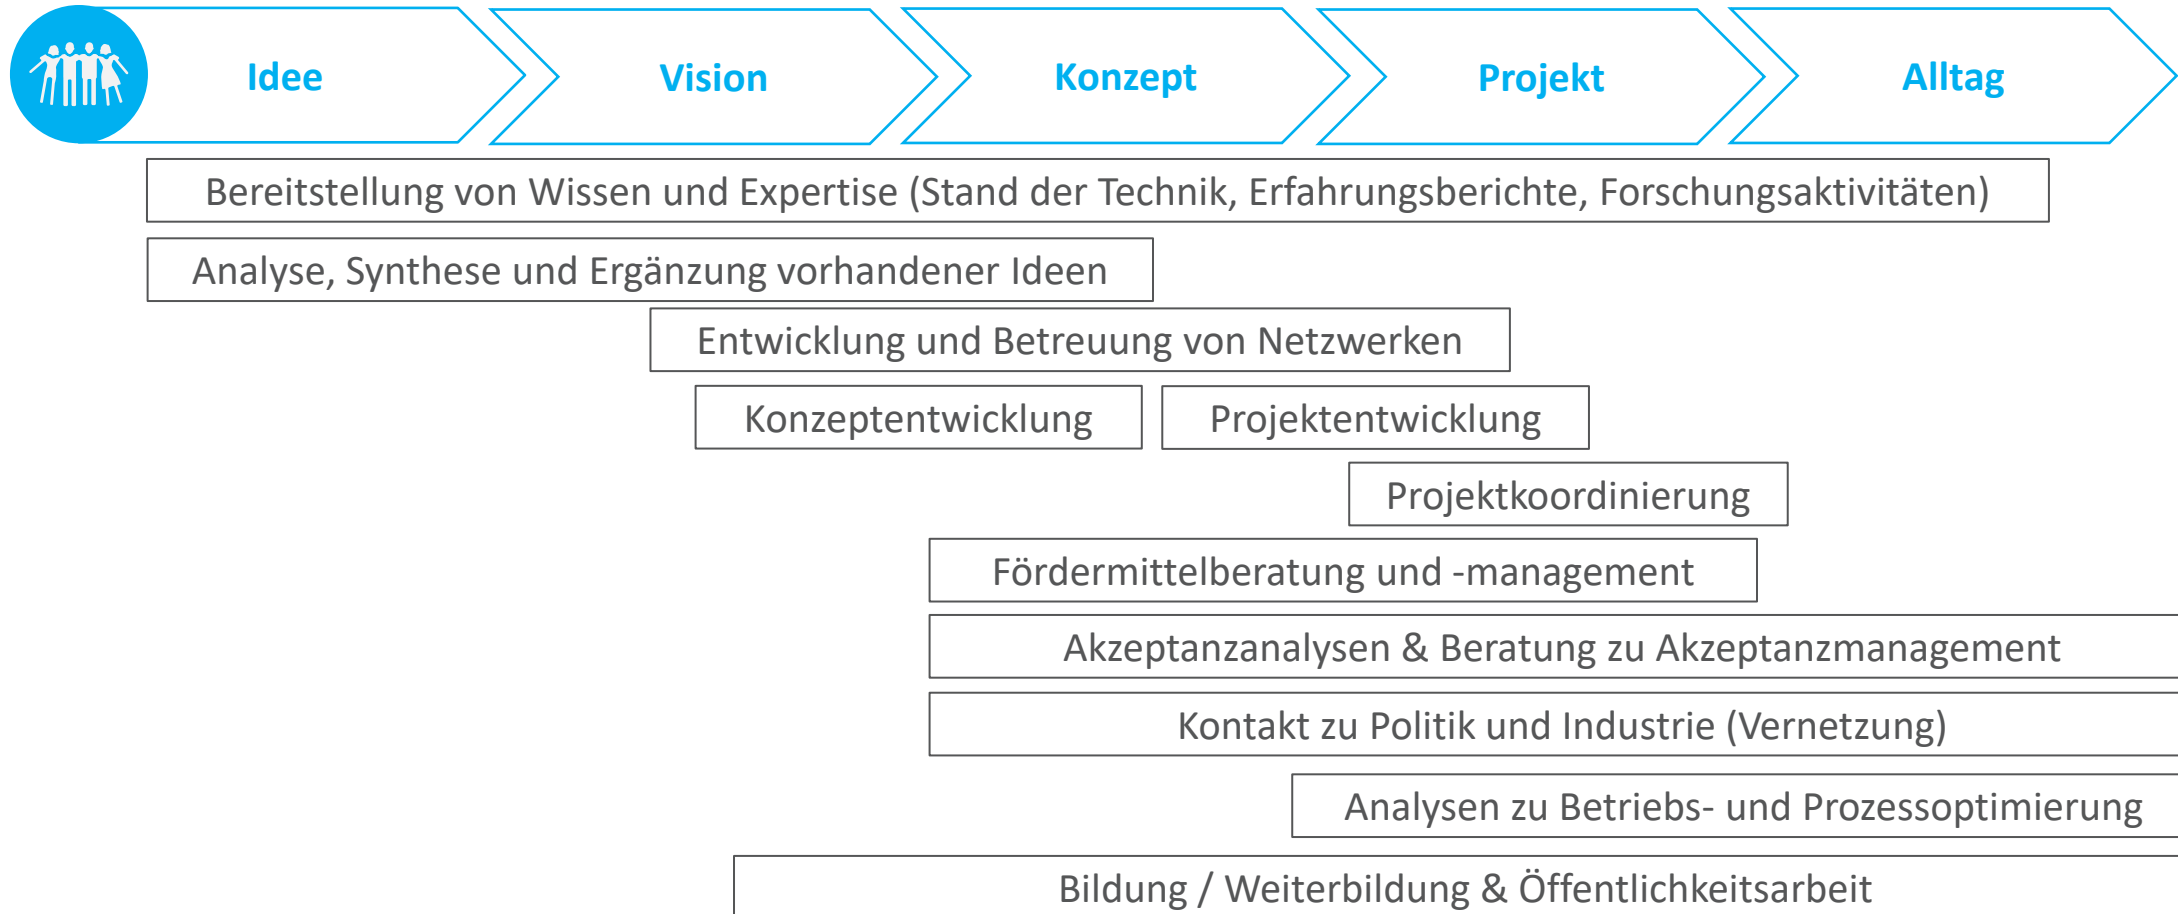 Idee
Vision
Konzept
Projekt
Alltag
Bereitstellung von Wissen und Expertise (Stand der Technik, Erfahrungsberichte, Forschungsaktivitäten)
Analyse, Synthese und Ergänzung vorhandener Ideen
Entwicklung und Betreuung von Netzwerken
Konzeptentwicklung
Projektentwicklung
Projektkoordinierung
Fördermittelberatung und -management
Akzeptanzanalysen & Beratung zu Akzeptanzmanagement
Kontakt zu Politik und Industrie (Vernetzung)
Analysen zu Betriebs- und Prozessoptimierung
Bildung / Weiterbildung & Öffentlichkeitsarbeit